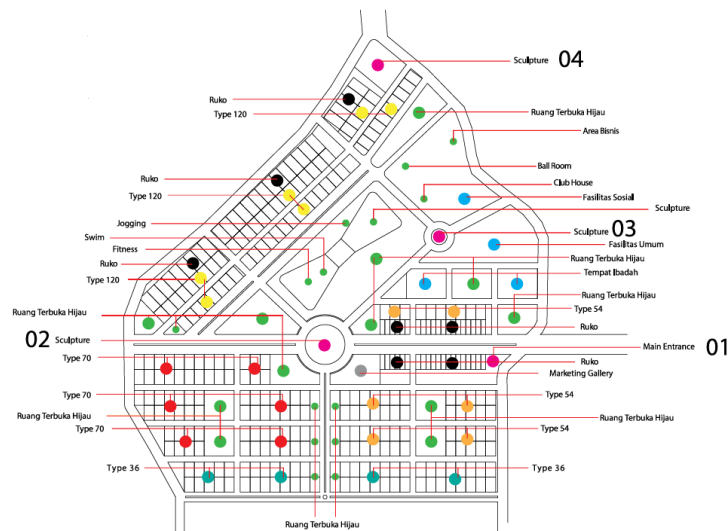 Sculpture 04
Ruko
Type 120
Ruang Terbuka Hijau
Area Bisnis
Ball Room
Ruko
Type 120
Club House
Fasilitas Sosial
Jogging
Sculpture
Swim
Sculpture 03
Fitness
Fasilitas Umum
Ruko
Ruang Terbuka Hijau
Type 120
Tempat Ibadah
Ruang Terbuka Hijau
Ruang Terbuka Hijau
Type 54
Ruko
02 Sculpture
Main Entrance 01
Type 70
Ruko
Marketing Gallery
Type 70
Type 54
Ruang Terbuka Hijau
Ruang Terbuka Hijau
Type 70
Type 54
Type 36
Type 36
Ruang Terbuka Hijau